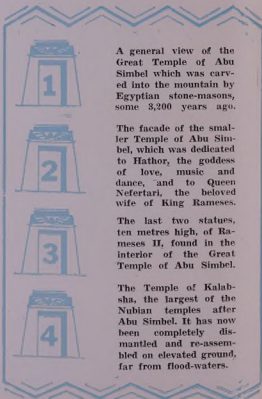 1
A general view of the
Great Temple of Abu
Simbel which was carv-
ed into the mountain by
Egyptian stone-masons,
some 3,200 years ago.
2
The facade of the smal-
ler Temple of Abu Sim-
bel, which was dedicated
to Hathor, the goddess
of love, music and
dance, and to Queen
Nefertari, the beloved
wife of King Rameses.
3
The last two statues,
ten metres high, of Ra-
meses II, found in the
interior of the Great
Temple of Abu Simbel.
4
The Temple of Kalab-
sha, the largest of the
Nubian temples after
Abu Simbel. It has now
been completely dis-
mantled and re-assem-
bled on elevated ground,
far from flood-waters.